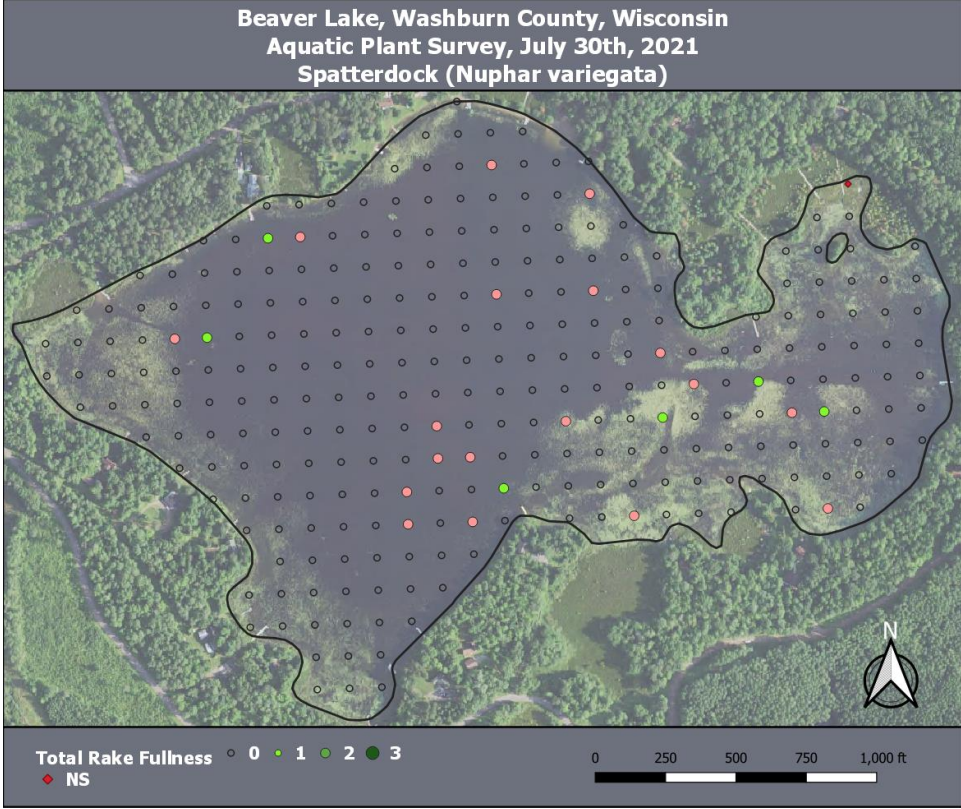 Beaver Lake, Washburn County, Wisconsin
Aquatic Plant Survey, July 30th, 2021
Spatterdock (Nuphar variegata)
N
Total Rake Fullness 0 1 2 3
NS
0 250 500 750 1,000 ft